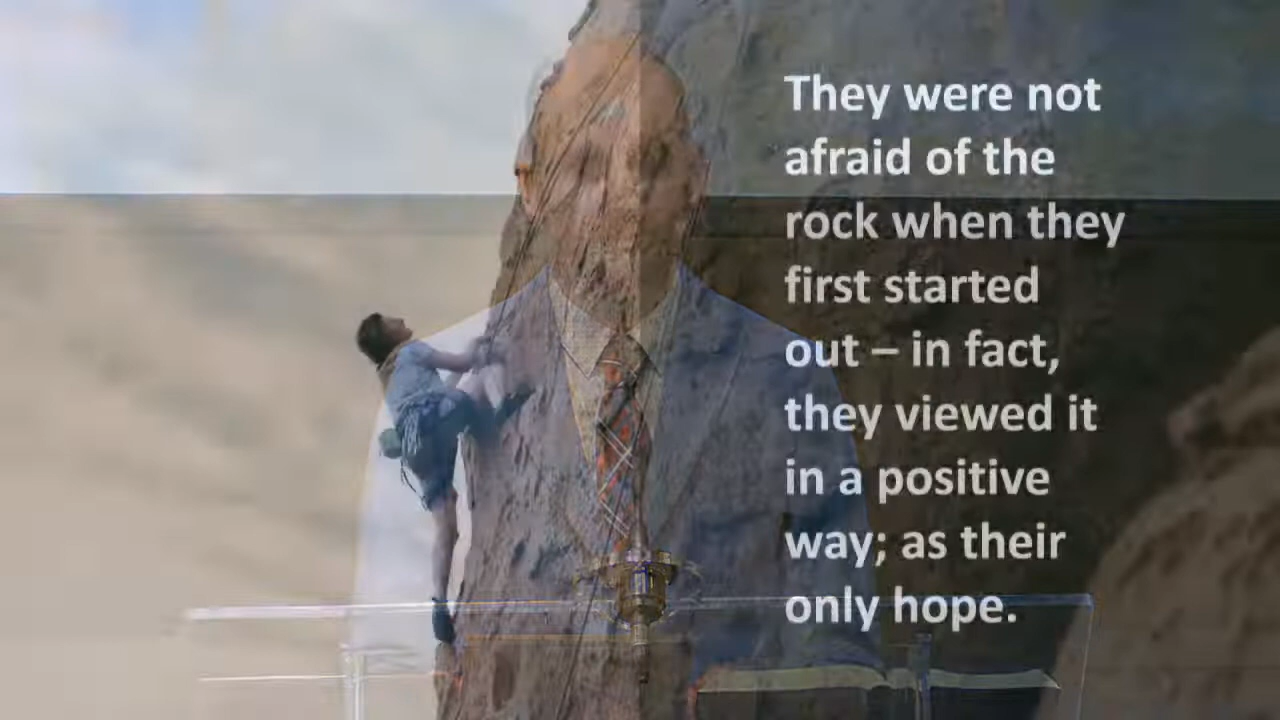 They were not
afraid of the
rock when they
first started
out – in fact,
they viewed it
in a positive
way; as their
only hope.